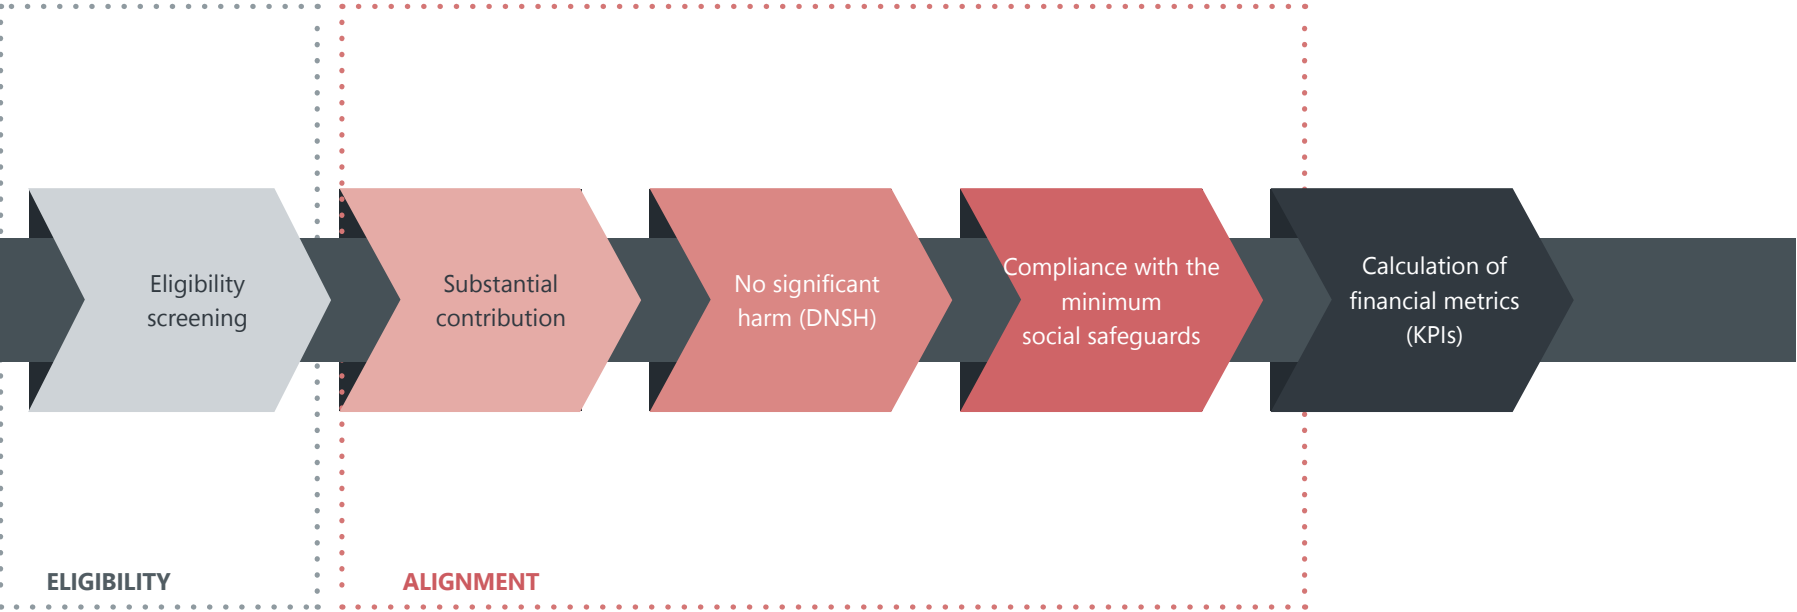 Eligibility
screening
Substantial
contribution
No significant
harm (DNSH)
Compliance with the
minimum
social safeguards
Calculation of
financial metrics
(KPIs)
ELIGIBILITY
ALIGNMENT